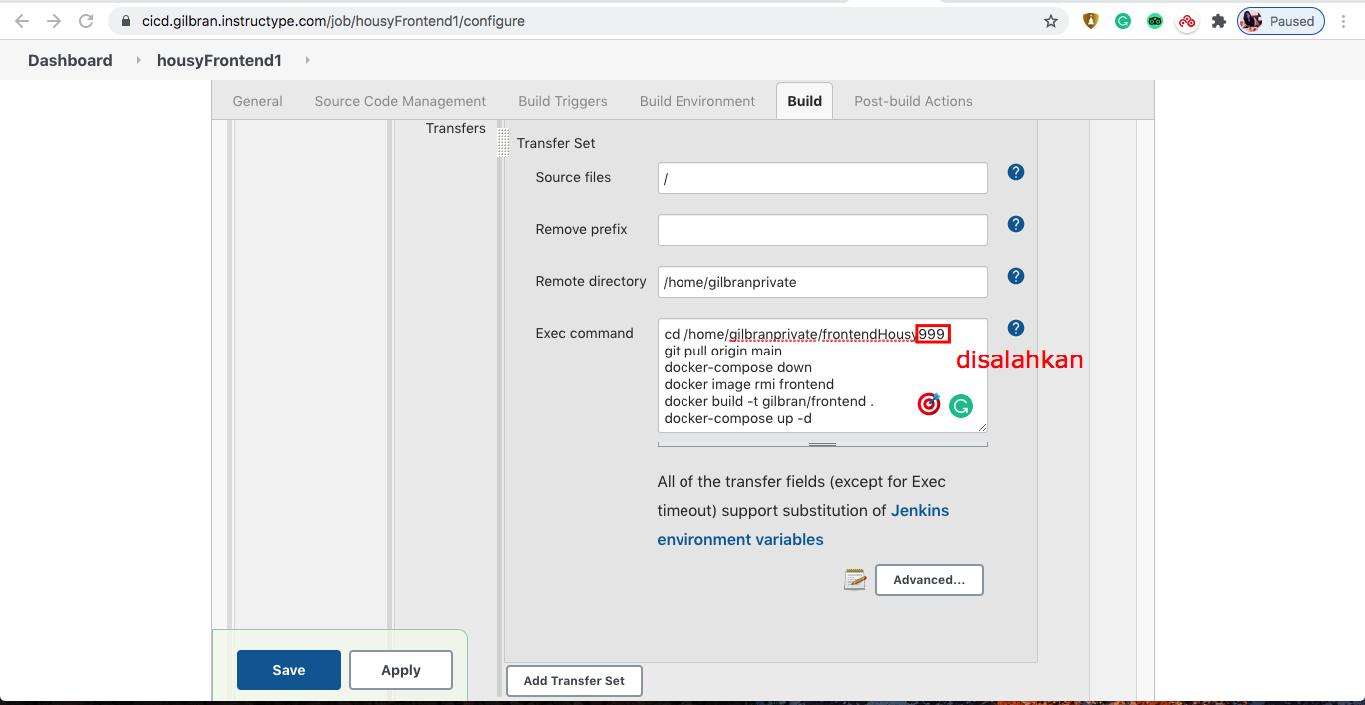 cicd.gilbran.instructype.com/job/housyFrontend1/configure
Paused
Dashboard
housyFrontend1
General
Source Code Management
Build Triggers
Build Environment
Build
Post-build Actions
Transfers
Transfer Set
Source files
/
Remove prefix
Remote directory
/home/gilbranprivate
Exec command
cd /home/gilbranprivate/frontendHousy999
git pull origin main
docker-compose down
docker image rmi frontend
docker build -t gilbran/frontend .
docker-compose up -d
disalahkan
All of the transfer fields (except for Exec
timeout) support substitution of Jenkins
environment variables
Advanced...
Save
Apply
Add Transfer Set